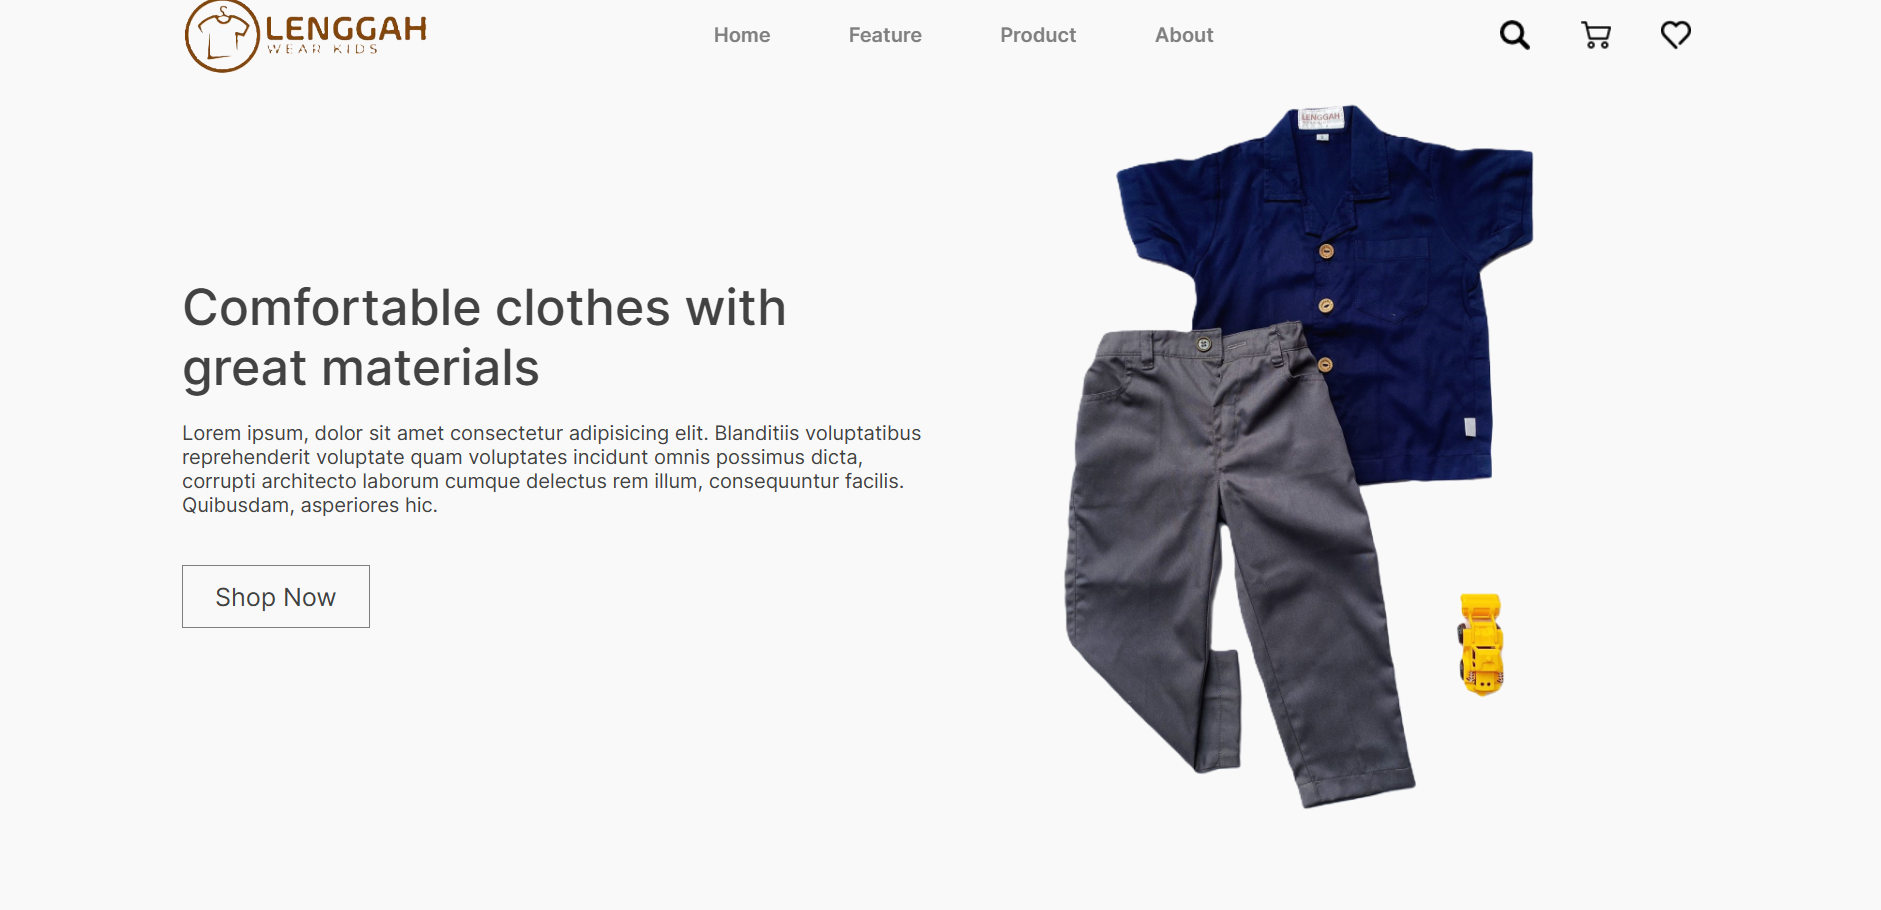 LENGGAH
WEAR KIDS
Home
Feature
Product
About
LENGGAH
Comfortable clothes with
great materials
Lorem ipsum, dolor sit amet consectetur adipisicing elit. Blanditiis voluptatibus
reprehenderit voluptate quam voluptates incidunt omnis possimus dicta,
corrupti architecto laborum cumque delectus rem illum, consequuntur facilis.
Quibusdam, asperiores hic.
Shop Now